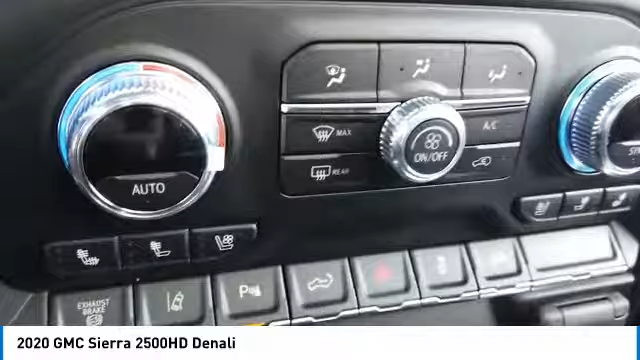 MAX
A/C
ON/OFF
REAR
AUTO
EXHAUST
BRAKE
P
2020 GMC Sierra 2500HD Denali